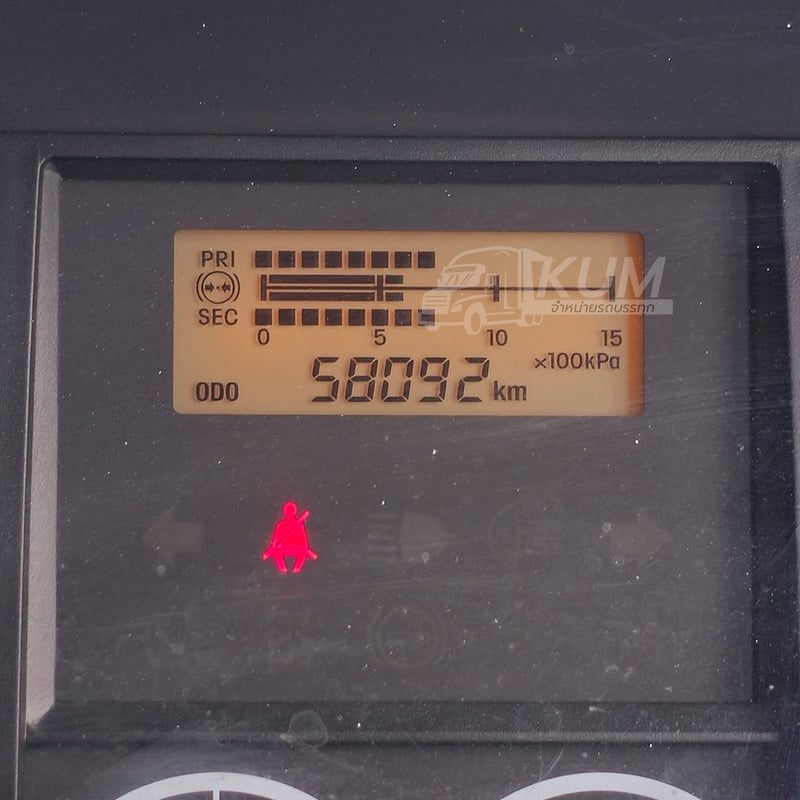 PRI
SEC
0 5 10 15
×100kPa
ODO 58092 km
KUM
จำหน่ายรถบรรทุก